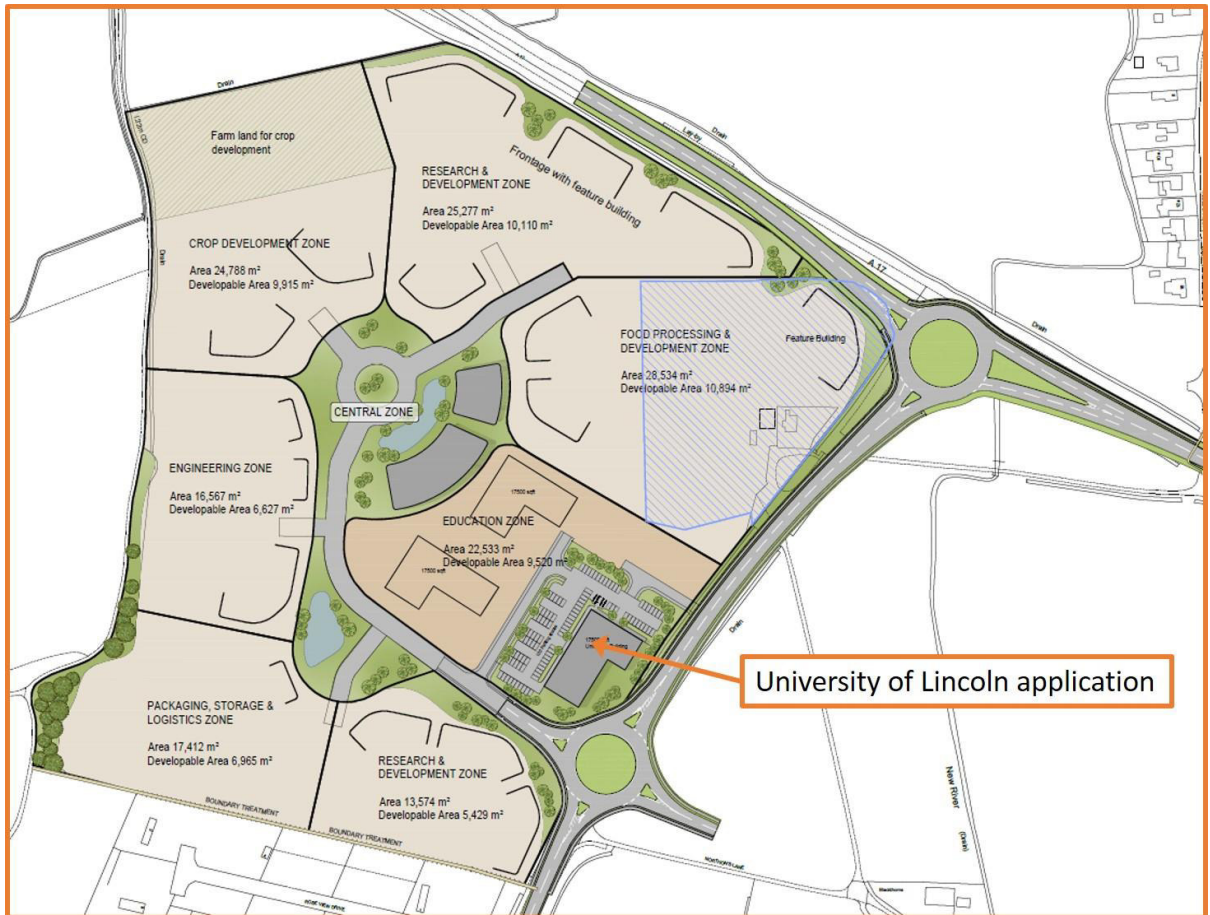 Drain
A 17
Farm land for crop
development
RESEARCH &
DEVELOPMENT ZONE
Area 25,277 m²
Developable Area 10,110 m²
Frontage with feature building
Lay-by
Drain
A 17
Drain
CROP DEVELOPMENT ZONE
Area 24,788 m²
Developable Area 9,915 m²
Drain
FOOD PROCESSING &
DEVELOPMENT ZONE
Area 28,534 m²
Developable Area 10,894 m²
Feature Building
CENTRAL ZONE
ENGINEERING ZONE
Area 16,567 m²
Developable Area 6,627 m²
17500 sqft
EDUCATION ZONE
Area 22,533 m²
Developable Area 9,520 m²
17500 sqft
Drain
University of Lincoln application
PACKAGING, STORAGE &
LOGISTICS ZONE
Area 17,412 m²
Developable Area 6,965 m²
RESEARCH &
DEVELOPMENT ZONE
Area 13,574 m²
Developable Area 5,429 m²
BOUNDARY TREATMENT
BOUNDARY TREATMENT
New River
(Drain)